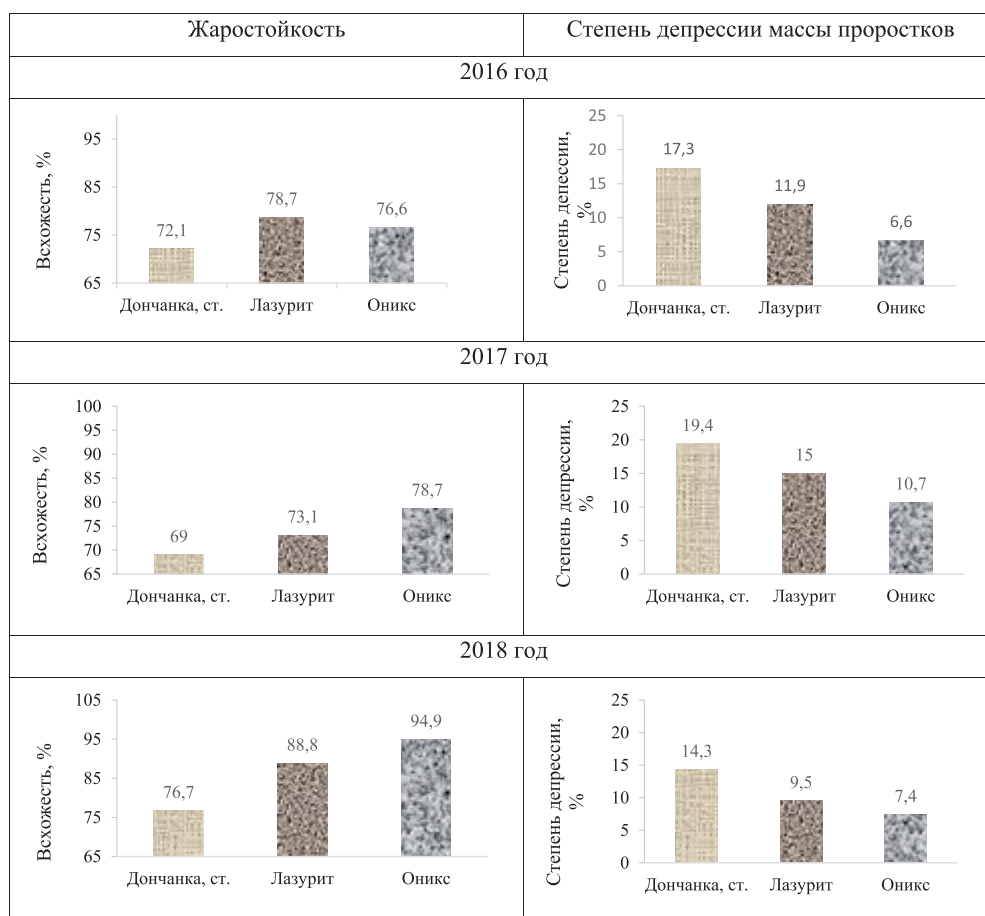 Жаростойкость
Степень депрессии массы проростков
2016 год
Всхожесть, %
95
85
75
65
72,1
78,7
76,6
Дончанка, ст.
Лазурит
Оникс
Степень депессии,
%
25
20
15
10
5
0
17,3
11,9
6,6
Дончанка, ст.
Лазурит
Оникс
2017 год
Всхожесть, %
100
95
90
85
80
75
70
65
69
73,1
78,7
Дончанка, ст.
Лазурит
Оникс
Степень депрессии,
%
25
20
15
10
5
0
19,4
15
10,7
Дончанка, ст.
Лазурит
Оникс
2018 год
Всхожесть, %
105
95
85
75
65
76,7
88,8
94,9
Дончанка, ст.
Лазурит
Оникс
Степень депрессии,
%
25
20
15
10
5
0
14,3
9,5
7,4
Дончанка, ст.
Лазурит
Оникс